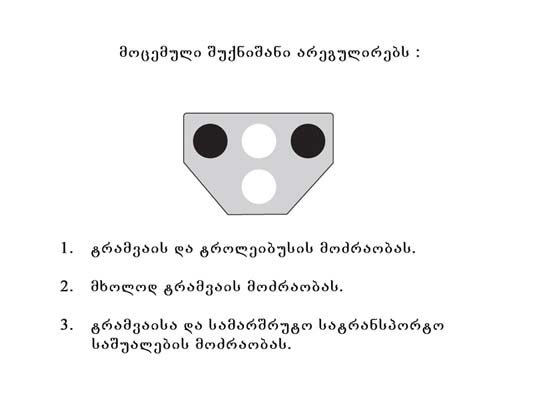 მოცემული შუქნიშანი არეგულირებს :
1. ტრამვაის და ტროლეიბუსის მოძრაობას.
2. მხოლოდ ტრამვაის მოძრაობას.
3. ტრამვაისა და სამარშრუტო სატრანსპორტო
საშუალების მოძრაობას.